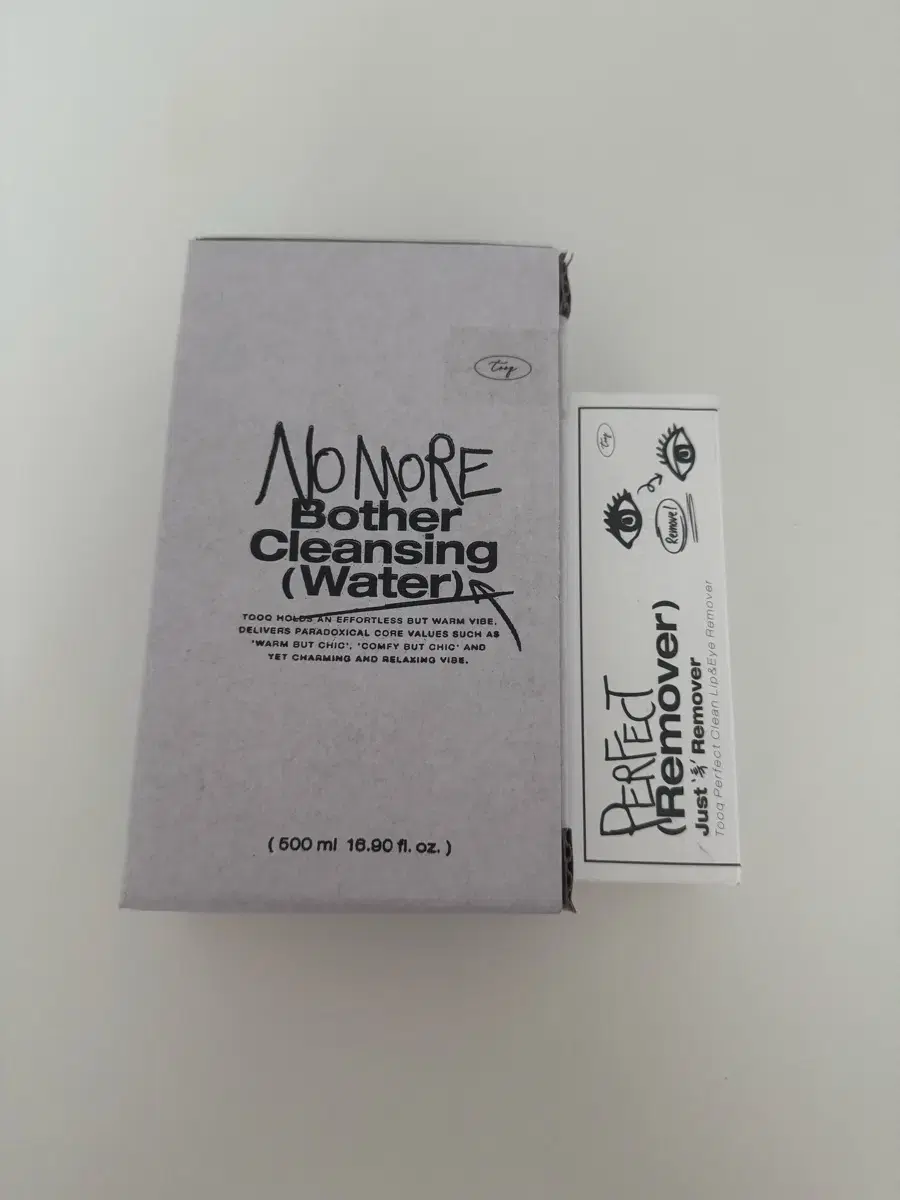 tooq
NO MORE
Bother
Cleansing
(Water)
TOOQ HOLDS AN EFFORTLESS BUT WARM VIBE.
DELIVERS PARADOXICAL CORE VALUES SUCH AS
'WARM BUT CHIC', 'COMFY BUT CHIC' AND
YET CHARMING AND RELAXING VIBE.
(500 ml 16.90 fl. oz.)
tooq
Remove!
PERFECT
(Remover)
Just '축' Remover
Tooq Perfect Clean Lip&Eye Remover